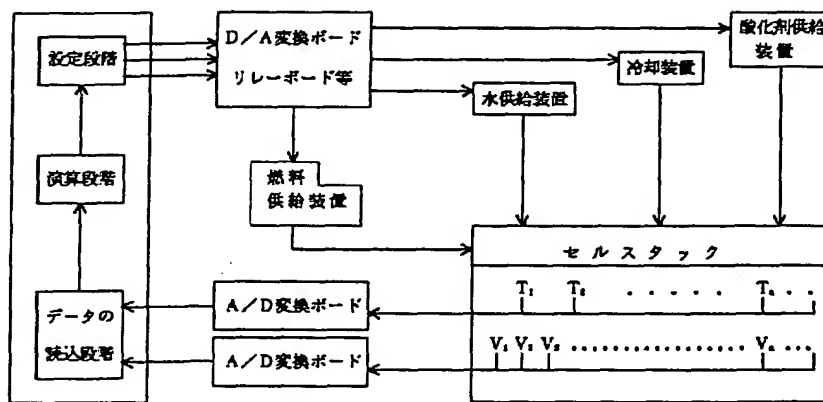 設定段階
D/A変換ボード
リレーボード等
酸化剤供給
装置
冷却装置
水供給装置
演算段階
燃料
供給装置
セルスタック
データの
読込段階
A/D変換ボード
T₁ T₂ ······ Tₙ ··
A/D変換ボード
V₁ V₂ V₃ ················ Vₙ ···